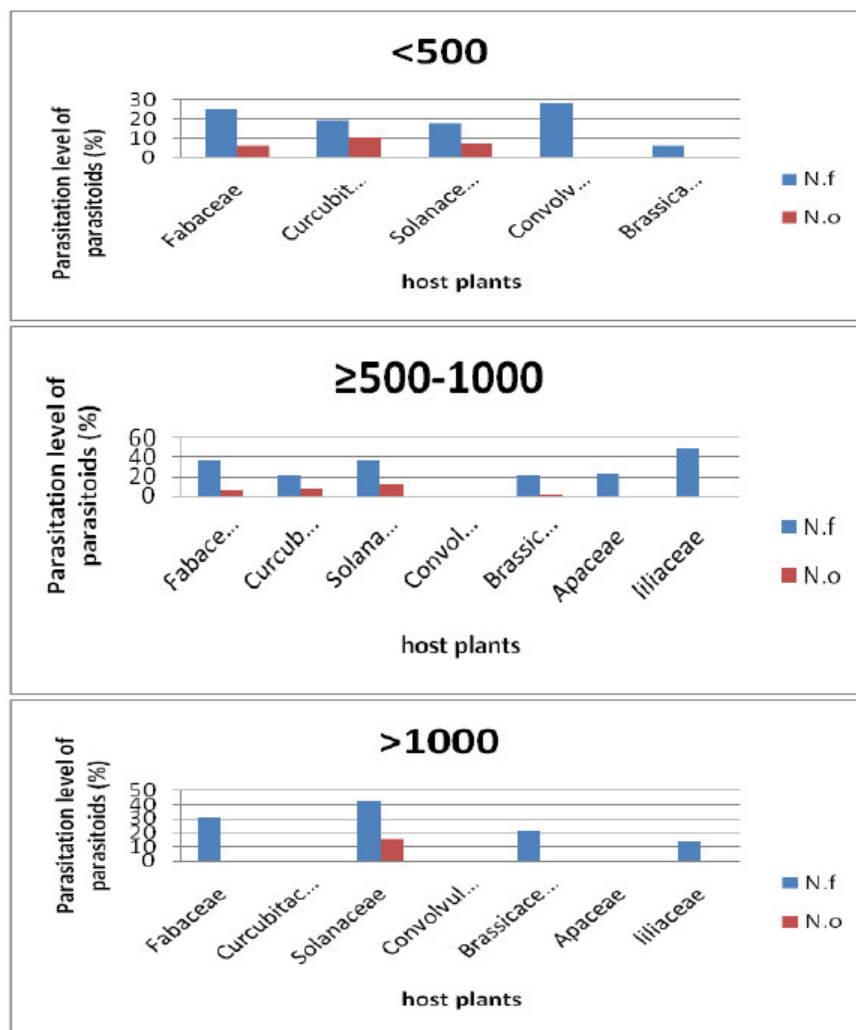 <500
Parasitation level of
parasitoids (%)
30
20
10
0
Fabaceae
Curcubit...
Solanace...
Convolv...
Brassica...
host plants
N.f
N.o
≥500-1000
Parasitation level of
parasitoids (%)
60
40
20
0
Fabace...
Curcub...
Solana...
Convol...
Brassic...
Apaceae
liliaceae
host plants
N.f
N.o
>1000
Parasitation level of
parasitoids (%)
50
40
30
20
10
0
Fabaceae
Curcubitac...
Solanaceae
Convolvul...
Brassicace...
Apaceae
liliaceae
host plants
N.f
N.o